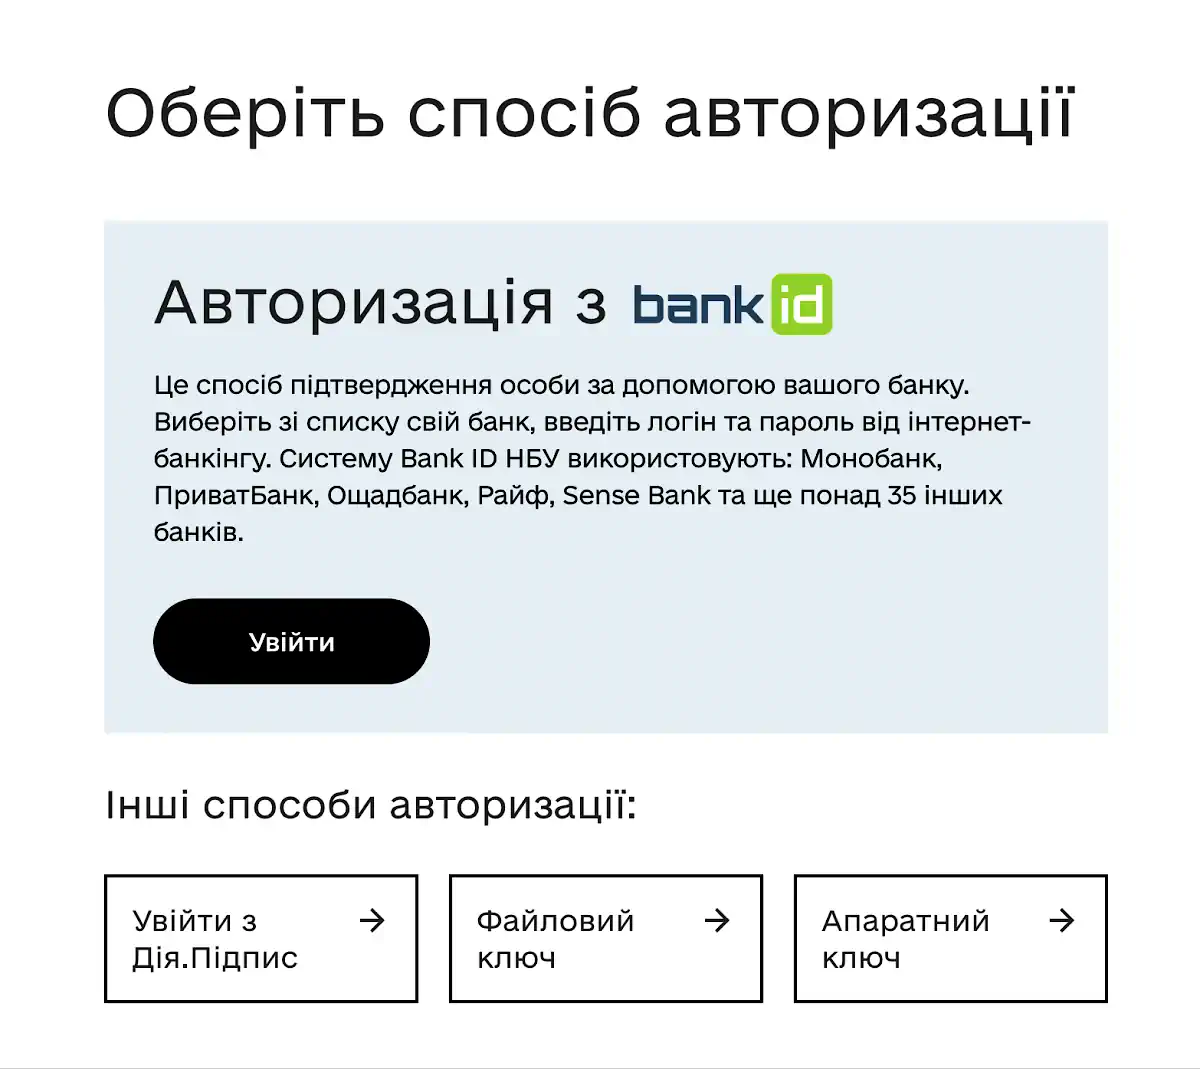 Оберіть спосіб авторизації
Авторизація з bank id
Це спосіб підтвердження особи за допомогою вашого банку.
Виберіть зі списку свій банк, введіть логін та пароль від інтернет-
банкінгу. Систему Bank ID НБУ використовують: Монобанк,
ПриватБанк, Ощадбанк, Райф, Sense Bank та ще понад 35 інших
банків.
Увійти
Інші способи авторизації:
Увійти з
Дія.Підпис
Файловий
ключ
Апаратний
ключ